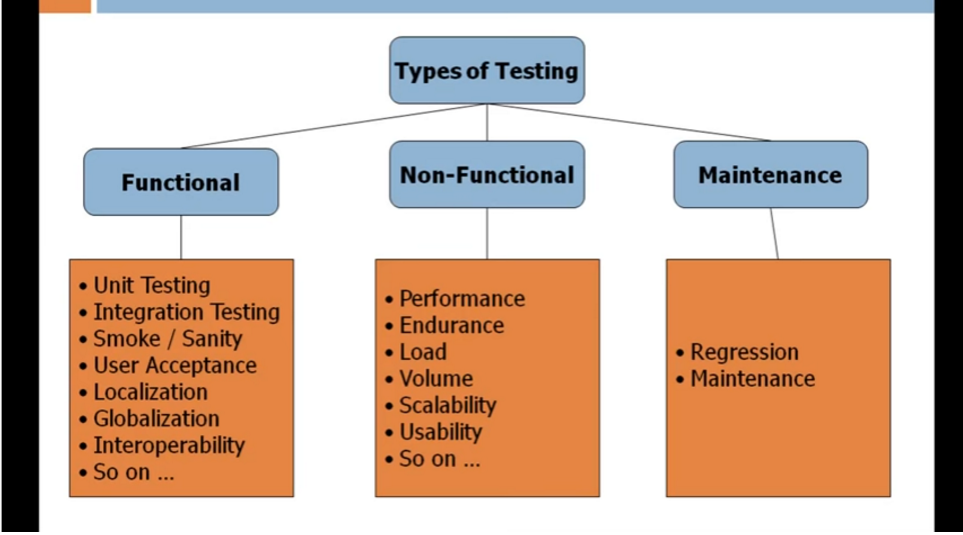 Types of Testing
Functional
Non-Functional
Maintenance
• Unit Testing
• Integration Testing
• Smoke / Sanity
• User Acceptance
• Localization
• Globalization
• Interoperability
• So on ...
• Performance
• Endurance
• Load
• Volume
• Scalability
• Usability
• So on ...
• Regression
• Maintenance